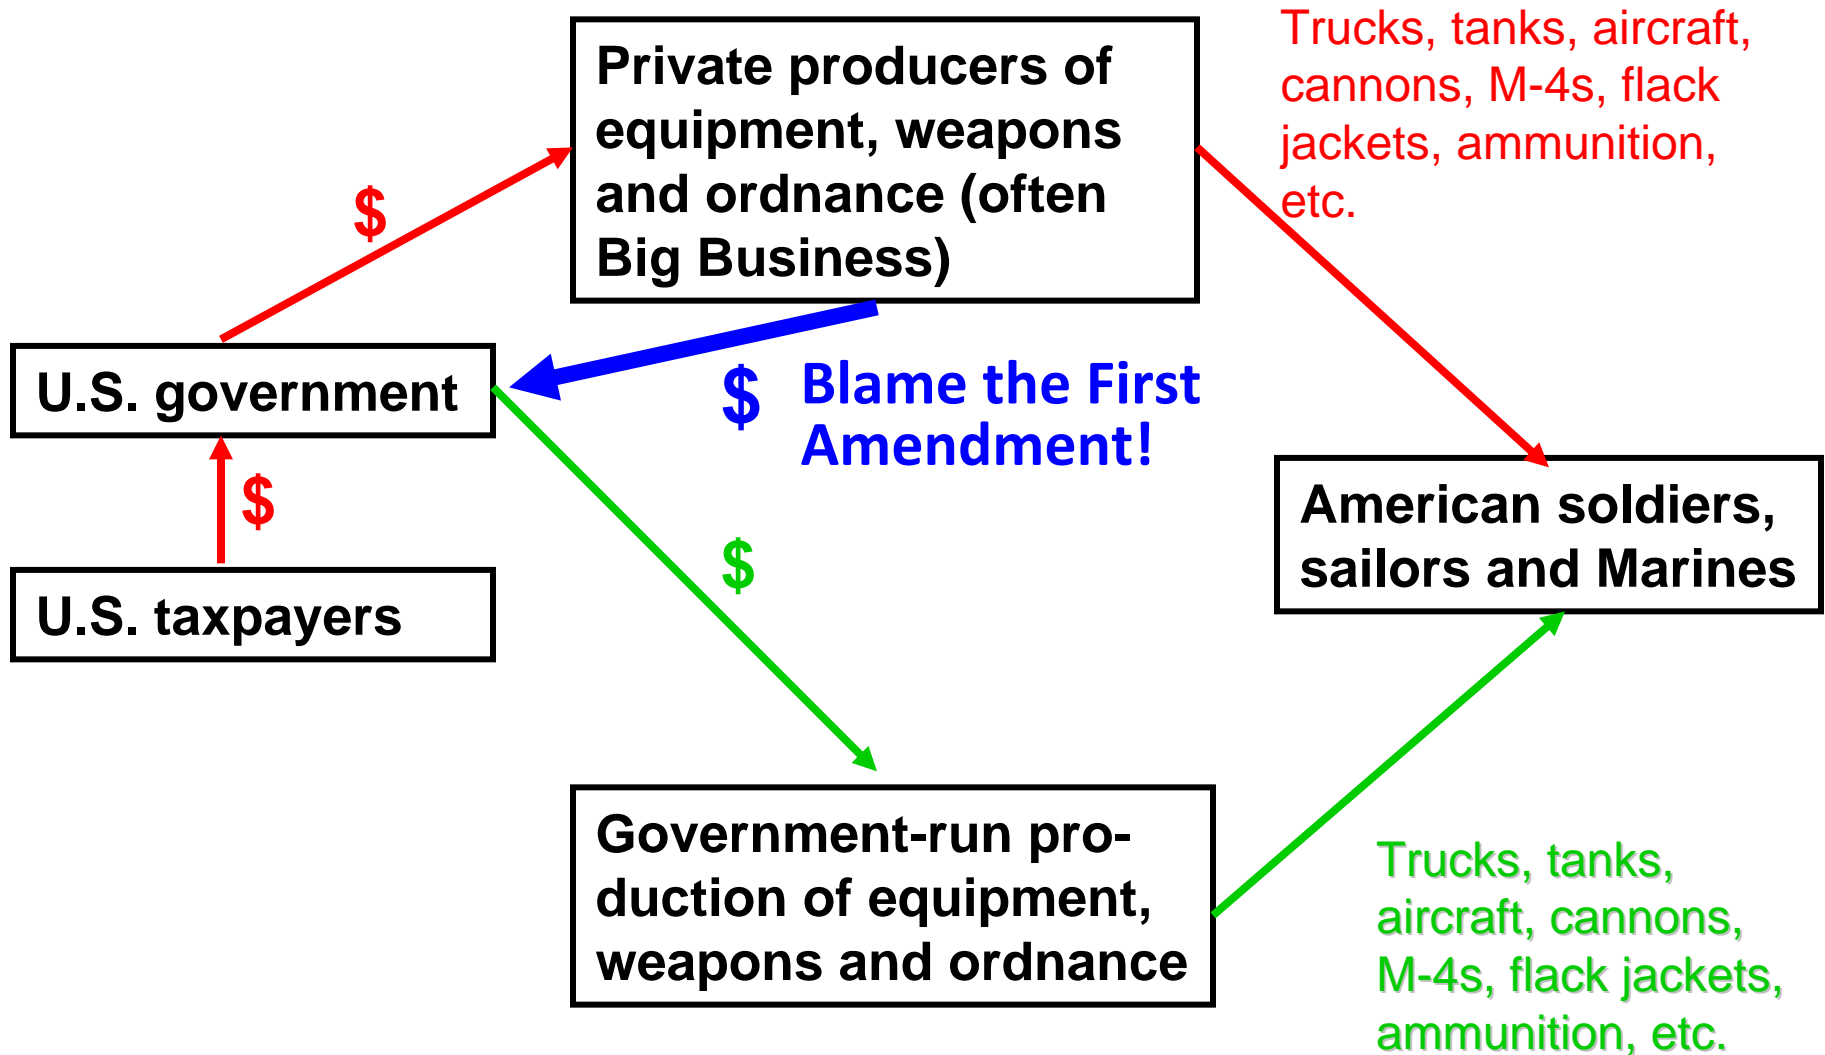 Private producers of
equipment, weapons
and ordnance (often
Big Business)
Trucks, tanks, aircraft,
cannons, M-4s, flack
jackets, ammunition,
etc.
$
U.S. government
$ Blame the First
Amendment!
$
U.S. taxpayers
$
American soldiers,
sailors and Marines
Government-run pro-
duction of equipment,
weapons and ordnance
Trucks, tanks,
aircraft, cannons,
M-4s, flack jackets,
ammunition, etc.